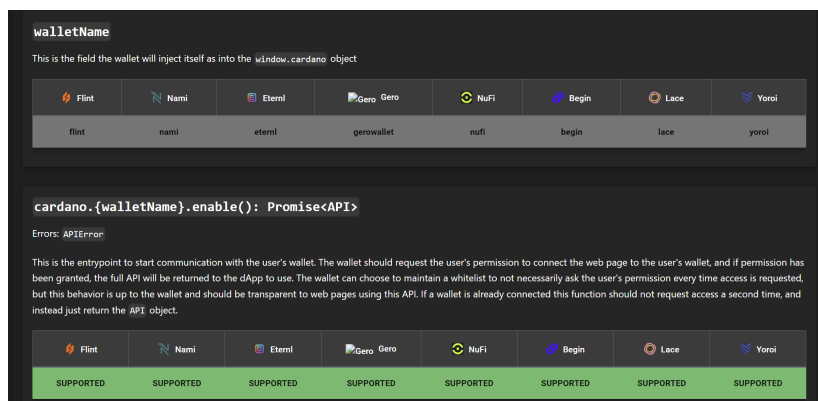 walletName
This is the field the wallet will inject itself as into the window.cardano object
Flint Nami Eternl Gero Gero NuFi Begin Lace Yoroi
flint nami eternl gerowallet nufi begin lace yoroi
cardano.{walletName}.enable(): Promise<API>
Errors: APIError
This is the entrypoint to start communication with the user's wallet. The wallet should request the user's permission to connect the web page to the user's wallet, and if permission has
been granted, the full API will be returned to the dApp to use. The wallet can choose to maintain a whitelist to not necessarily ask the user's permission every time access is requested,
but this behavior is up to the wallet and should be transparent to web pages using this API. If a wallet is already connected this function should not request access a second time, and
instead just return the API object.
Flint Nami Eternl Gero Gero NuFi Begin Lace Yoroi
SUPPORTED SUPPORTED SUPPORTED SUPPORTED SUPPORTED SUPPORTED SUPPORTED SUPPORTED